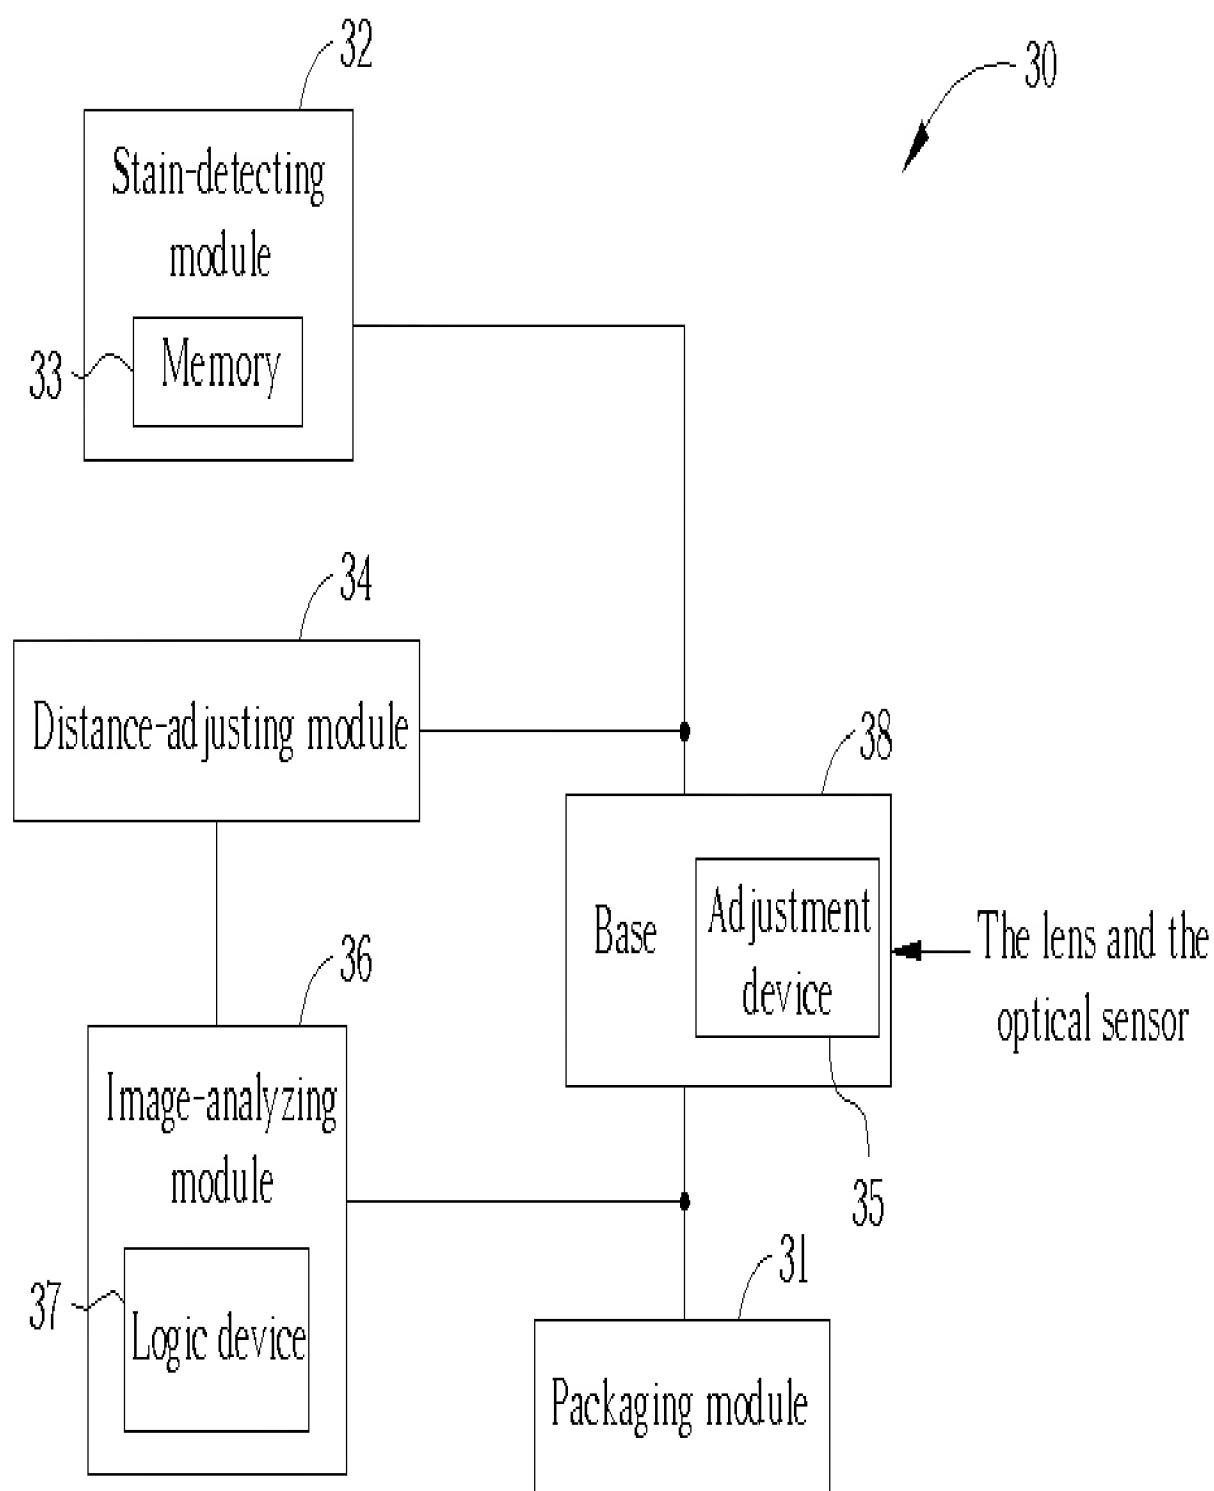 32
30
Stain-detecting
module
33
Memory
34
Distance-adjusting module
38
Base
Adjustment
device
The lens and the
optical sensor
36
Image-analyzing
module
35
37
Logic device
31
Packaging module